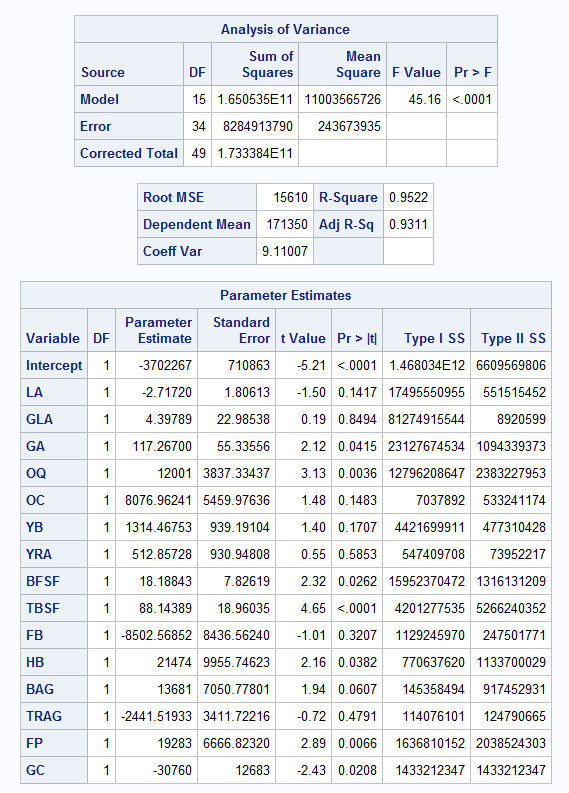 Analysis of Variance
Source DF Sum of Squares Mean Square F Value Pr > F
Model 15 1.650535E11 11003565726 45.16 <.0001
Error 34 8284913790 243673935
Corrected Total 49 1.733384E11
Root MSE 15610 R-Square 0.9522
Dependent Mean 171350 Adj R-Sq 0.9311
Coeff Var 9.11007
Parameter Estimates
Variable DF Parameter Estimate Standard Error t Value Pr > |t| Type I SS Type II SS
Intercept 1 -3702267 710863 -5.21 <.0001 1.468034E12 6609569806
LA 1 -2.71720 1.80613 -1.50 0.1417 17495550955 551515452
GLA 1 4.39789 22.98538 0.19 0.8494 81274915544 8920599
GA 1 117.26700 55.33556 2.12 0.0415 23127674534 1094339373
OQ 1 12001 3837.33437 3.13 0.0036 12796208647 2383227953
OC 1 8076.96241 5459.97636 1.48 0.1483 7037892 533241174
YB 1 1314.46753 939.19104 1.40 0.1707 4421699911 477310428
YRA 1 512.85728 930.94808 0.55 0.5853 547409708 73952217
BFSF 1 18.18843 7.82619 2.32 0.0262 15952370472 1316131209
TBSF 1 88.14389 18.96035 4.65 <.0001 4201277535 5266240352
FB 1 -8502.56852 8436.56240 -1.01 0.3207 1129245970 247501771
HB 1 21474 9955.74623 2.16 0.0382 770637620 1133700029
BAG 1 13681 7050.77801 1.94 0.0607 145358494 917452931
TRAG 1 -2441.51933 3411.72216 -0.72 0.4791 114076101 124790665
FP 1 19283 6666.82320 2.89 0.0066 1636810152 2038524303
GC 1 -30760 12683 -2.43 0.0208 1433212347 1433212347